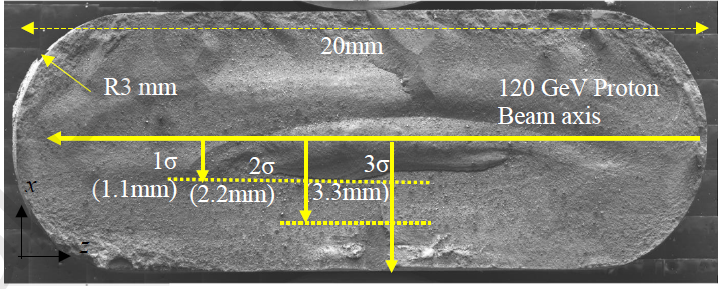 20mm
R3 mm
120 GeV Proton
Beam axis
1σ
(1.1mm)
2σ
(2.2mm)
3σ
(3.3mm)
x
z